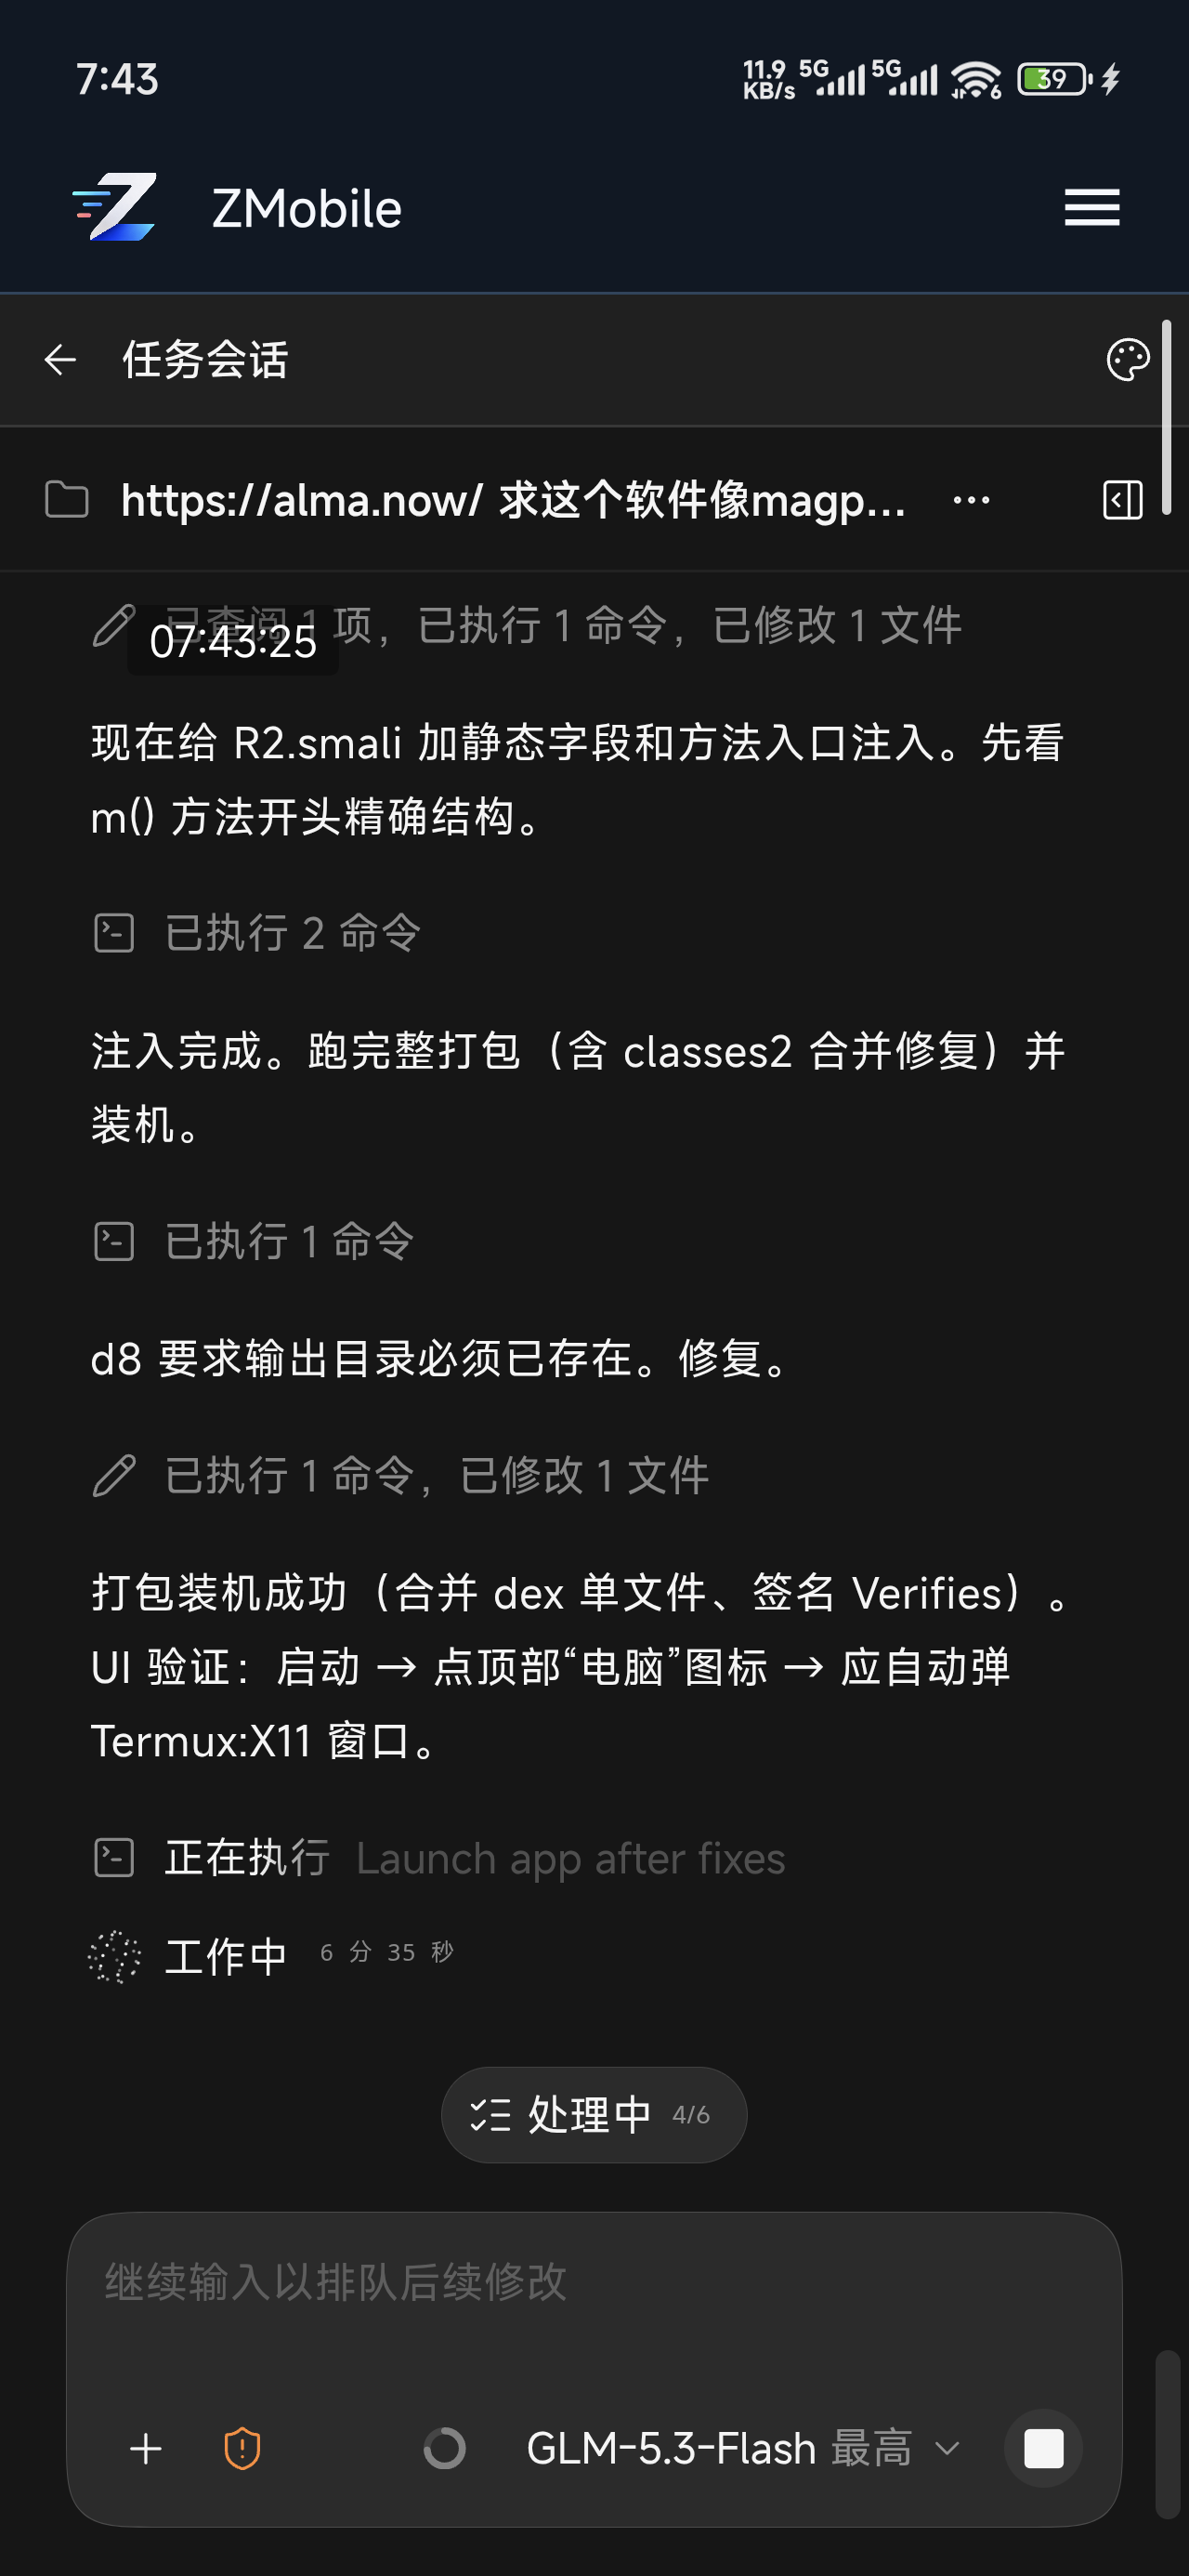 7:43
11.9 KB/s 5G 5G 6 39
ZMobile
任务会话
https://alma.now/ 求这个软件像magp...
已查阅 1 项，已执行 1 命令，已修改 1 文件
07:43:25
现在给 R2.smali 加静态字段和方法入口注入。先看
m() 方法开头精确结构。
已执行 2 命令
注入完成。跑完整打包（含 classes2 合并修复）并
装机。
已执行 1 命令
d8 要求输出目录必须已存在。修复。
已执行 1 命令，已修改 1 文件
打包装机成功（合并 dex 单文件、签名 Verifies）。
UI 验证：启动 → 点顶部“电脑”图标 → 应自动弹
Termux:X11 窗口。
正在执行 Launch app after fixes
工作中 6 分 35 秒
处理中 4/6
继续输入以排队后续修改
GLM-5.3-Flash 最高